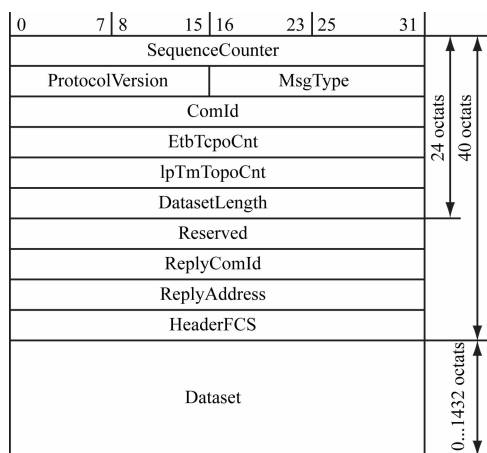 0 7 8 15 16 23 25 31
SequenceCounter
ProtocolVersion MsgType
ComId
EtbTcpoCnt
lpTmTopoCnt
DatasetLength
Reserved
ReplyComId
ReplyAddress
HeaderFCS
Dataset
24 octats
40 octats
0...1432 octats